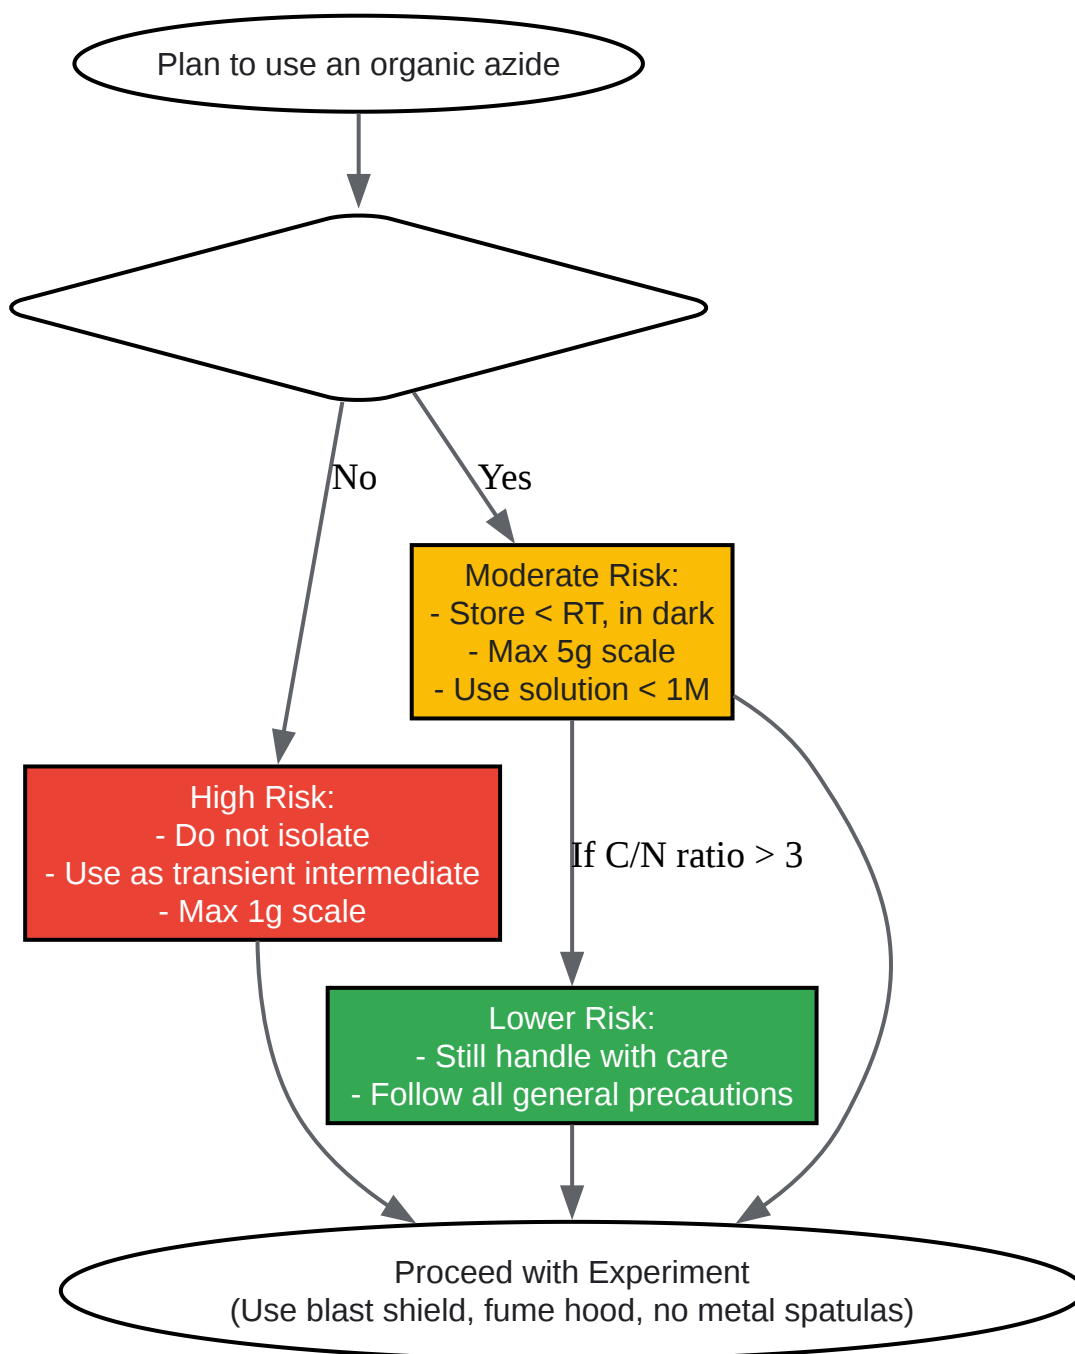 Plan to use an organic azide
No
Yes
Moderate Risk:
- Store < RT, in dark
- Max 5g scale
- Use solution < 1M
High Risk:
- Do not isolate
- Use as transient intermediate
- Max 1g scale
If C/N ratio > 3
Lower Risk:
- Still handle with care
- Follow all general precautions
Proceed with Experiment
(Use blast shield, fume hood, no metal spatulas)